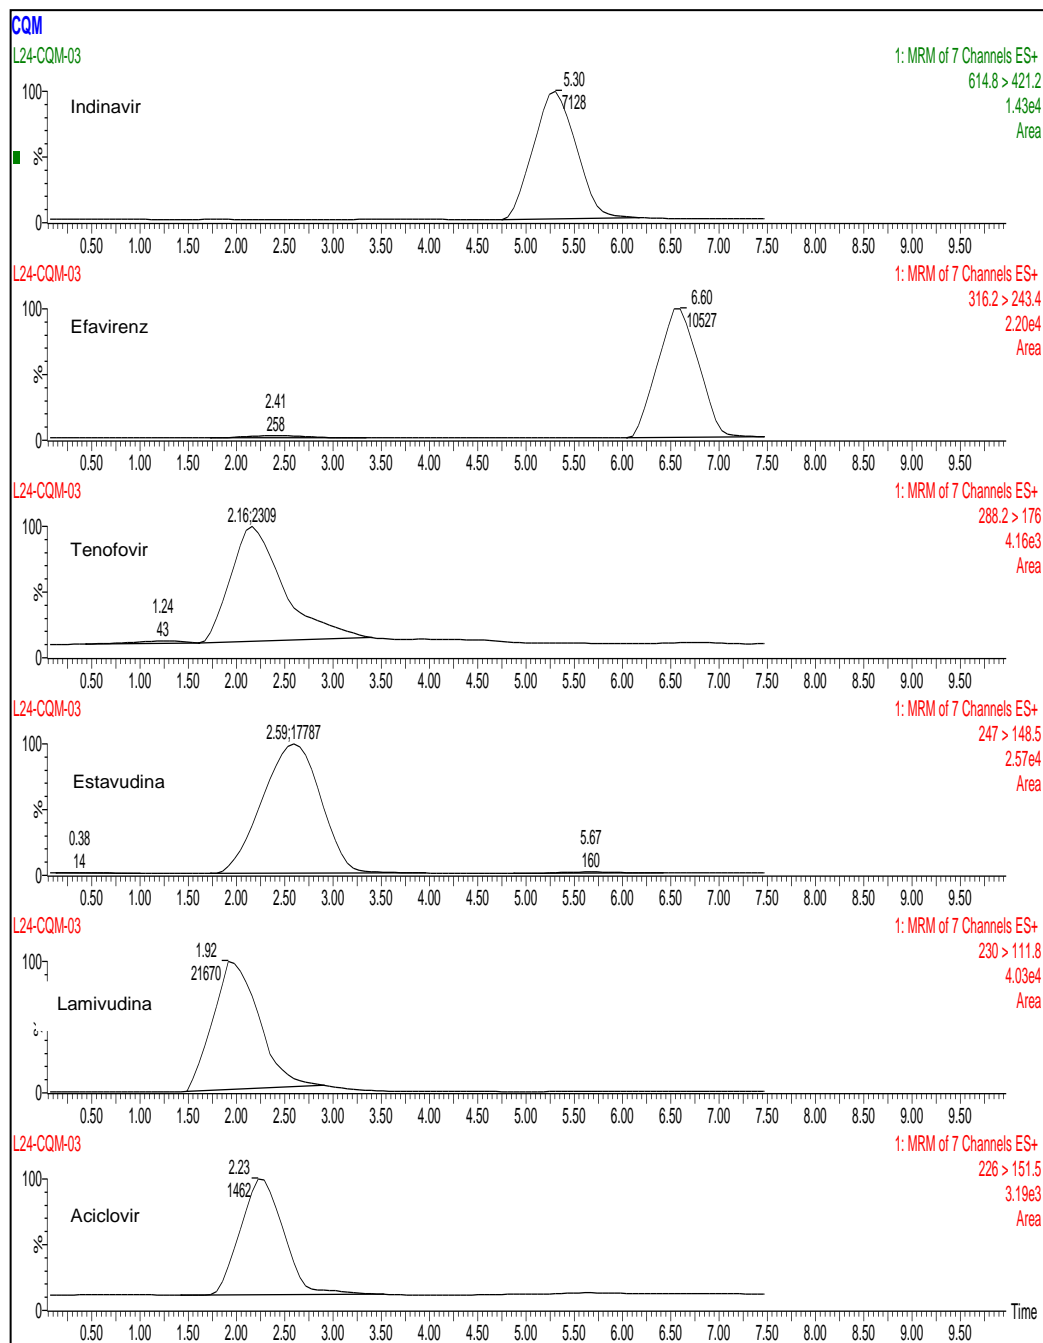 CQM
L24-CQM-03
1: MRM of 7 Channels ES+
614.8 > 421.2
1.43e4
Area
5.30
7128
100
Indinavir
%
0
0.50 1.00 1.50 2.00 2.50 3.00 3.50 4.00 4.50 5.00 5.50 6.00 6.50 7.00 7.50 8.00 8.50 9.00 9.50
L24-CQM-03
1: MRM of 7 Channels ES+
316.2 > 243.4
2.20e4
Area
6.60
10527
100
Efavirenz
%
2.41
258
0
0.50 1.00 1.50 2.00 2.50 3.00 3.50 4.00 4.50 5.00 5.50 6.00 6.50 7.00 7.50 8.00 8.50 9.00 9.50
L24-CQM-03
1: MRM of 7 Channels ES+
288.2 > 176
4.16e3
Area
2.16;2309
100
Tenofovir
%
1.24
43
0
0.50 1.00 1.50 2.00 2.50 3.00 3.50 4.00 4.50 5.00 5.50 6.00 6.50 7.00 7.50 8.00 8.50 9.00 9.50
L24-CQM-03
1: MRM of 7 Channels ES+
247 > 148.5
2.57e4
Area
2.59;17787
100
Estavudina
%
0.38
14
5.67
160
0
0.50 1.00 1.50 2.00 2.50 3.00 3.50 4.00 4.50 5.00 5.50 6.00 6.50 7.00 7.50 8.00 8.50 9.00 9.50
L24-CQM-03
1: MRM of 7 Channels ES+
230 > 111.8
4.03e4
Area
1.92
21670
100
Lamivudina
0
0.50 1.00 1.50 2.00 2.50 3.00 3.50 4.00 4.50 5.00 5.50 6.00 6.50 7.00 7.50 8.00 8.50 9.00 9.50
L24-CQM-03
1: MRM of 7 Channels ES+
226 > 151.5
3.19e3
Area
2.23
1462
100
Aciclovir
%
0
Time
0.50 1.00 1.50 2.00 2.50 3.00 3.50 4.00 4.50 5.00 5.50 6.00 6.50 7.00 7.50 8.00 8.50 9.00 9.50